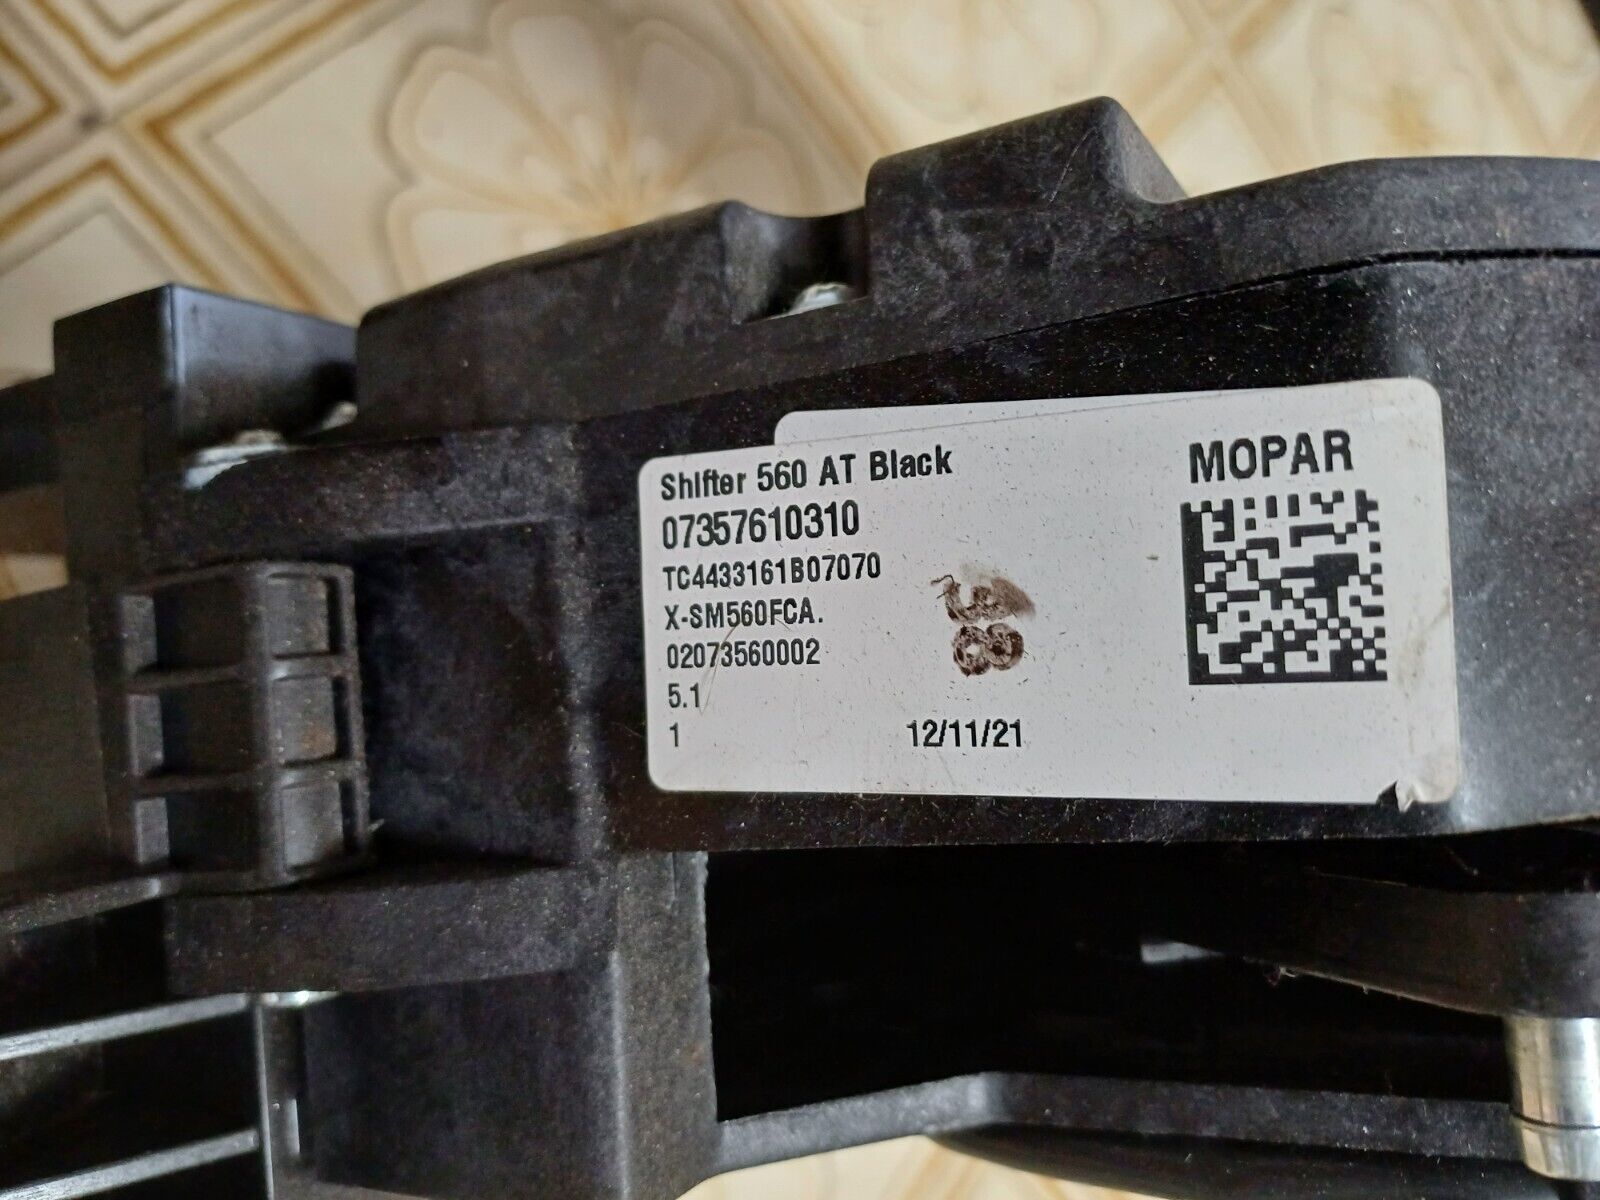 Shifter 560 AT Black
MOPAR
07357610310
TC4433161B07070
X-SM560FCA.
02073560002
5.1
1
12/11/21